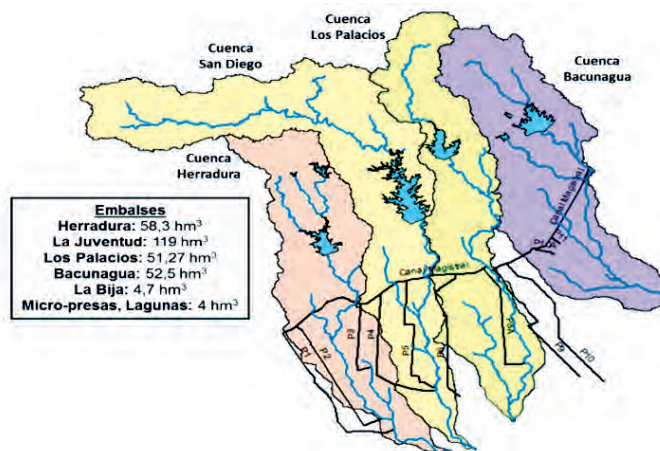 Cuenca
Los Palacios
Cuenca
San Diego
Cuenca
Bacunagua
Cuenca
Herradura
Embalses
Herradura: 58,3 hm³
La Juventud: 119 hm³
Los Palacios: 51,27 hm³
Bacunagua: 52,5 hm³
La Bija: 4,7 hm³
Micro-presas, Lagunas: 4 hm³
Canal Magistral
Canal Magistral
P1
P2
P3
P4
P5
P8A
P9
P10